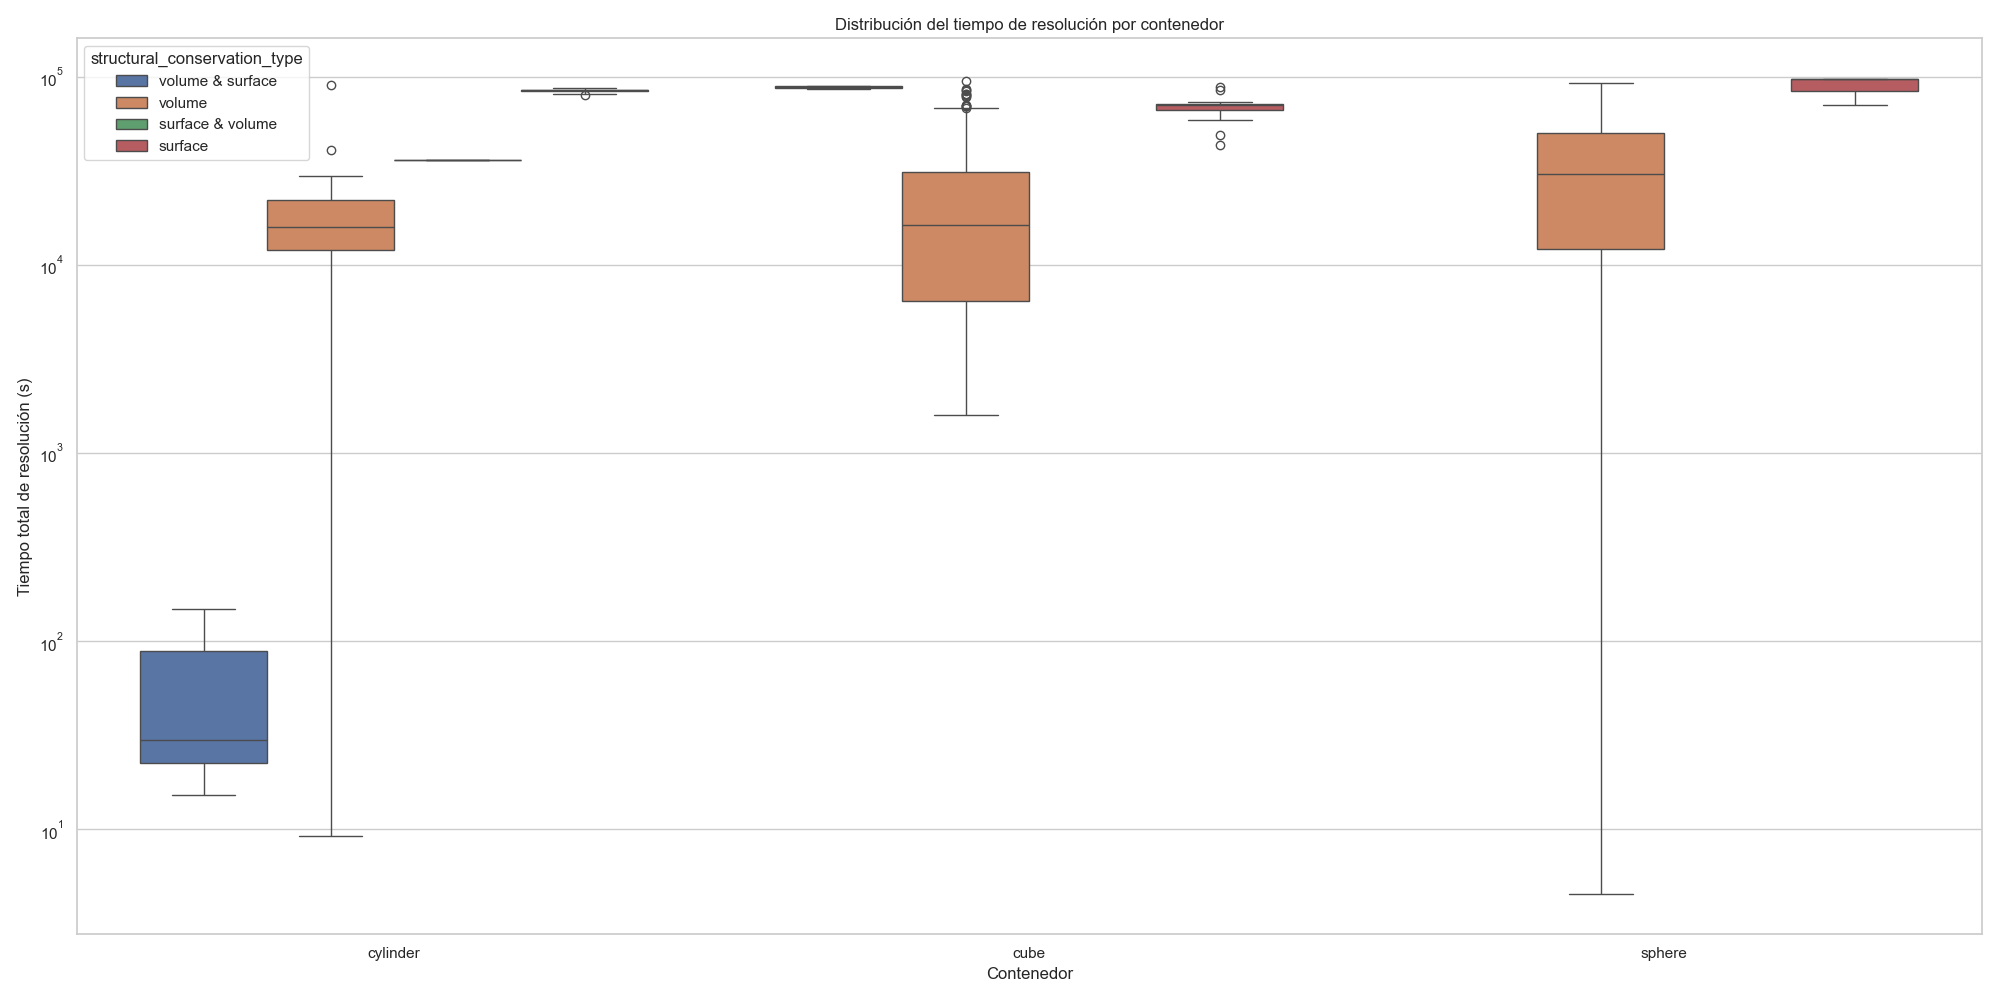 Distribución del tiempo de resolución por contenedor
structural_conservation_type
volume & surface
volume
surface & volume
surface
10^5
10^4
10^3
10^2
10^1
Tiempo total de resolución (s)
cylinder
cube
sphere
Contenedor